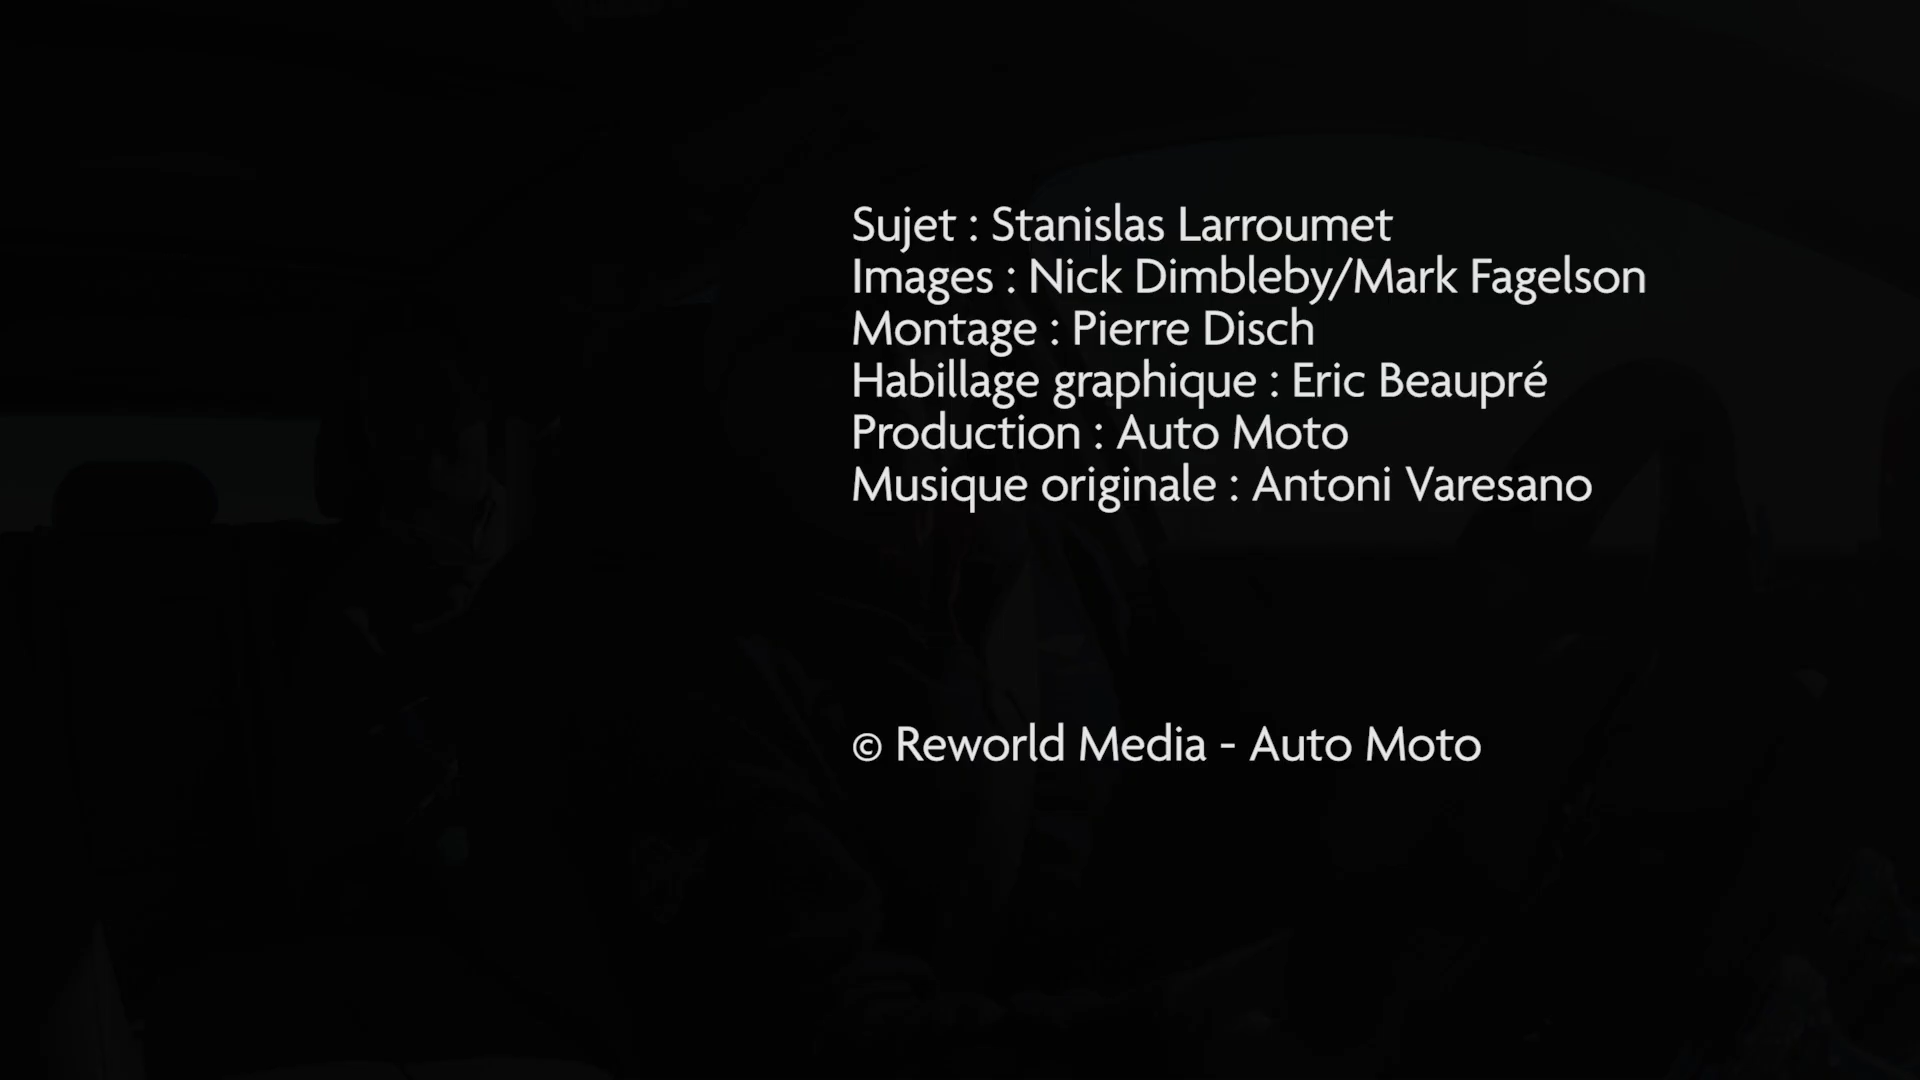 Sujet : Stanislas Larroumet
Images : Nick Dimbleby/Mark Fagelson
Montage : Pierre Disch
Habillage graphique : Eric Beaupré
Production : Auto Moto
Musique originale : Antoni Varesano
© Reworld Media - Auto Moto